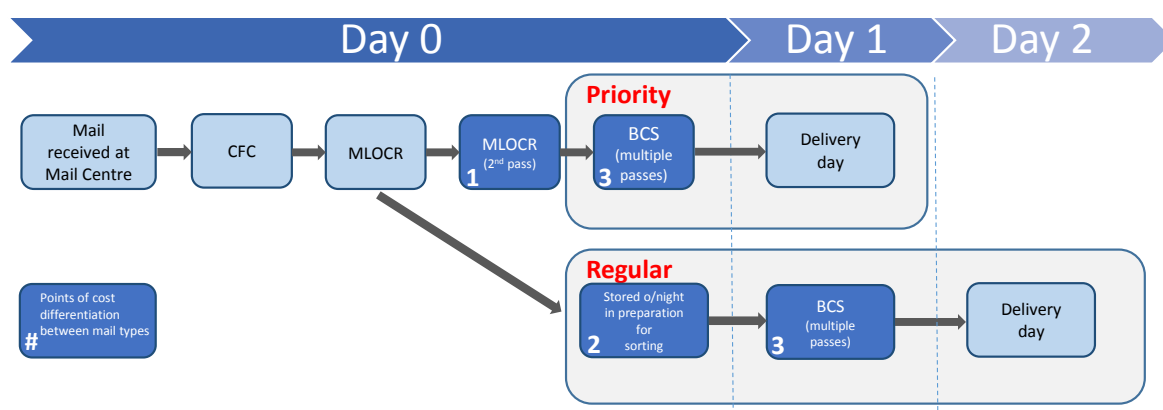 Day 0
Day 1
Day 2
Priority
Mail
received at
Mail Centre
CFC
MLOCR
MLOCR
(2nd pass)
1
BCS
(multiple
passes)
3
Delivery
day
Regular
Points of cost
differentiation
between mail types
#
Stored o/night
in preparation
for
sorting
2
BCS
(multiple
passes)
3
Delivery
day